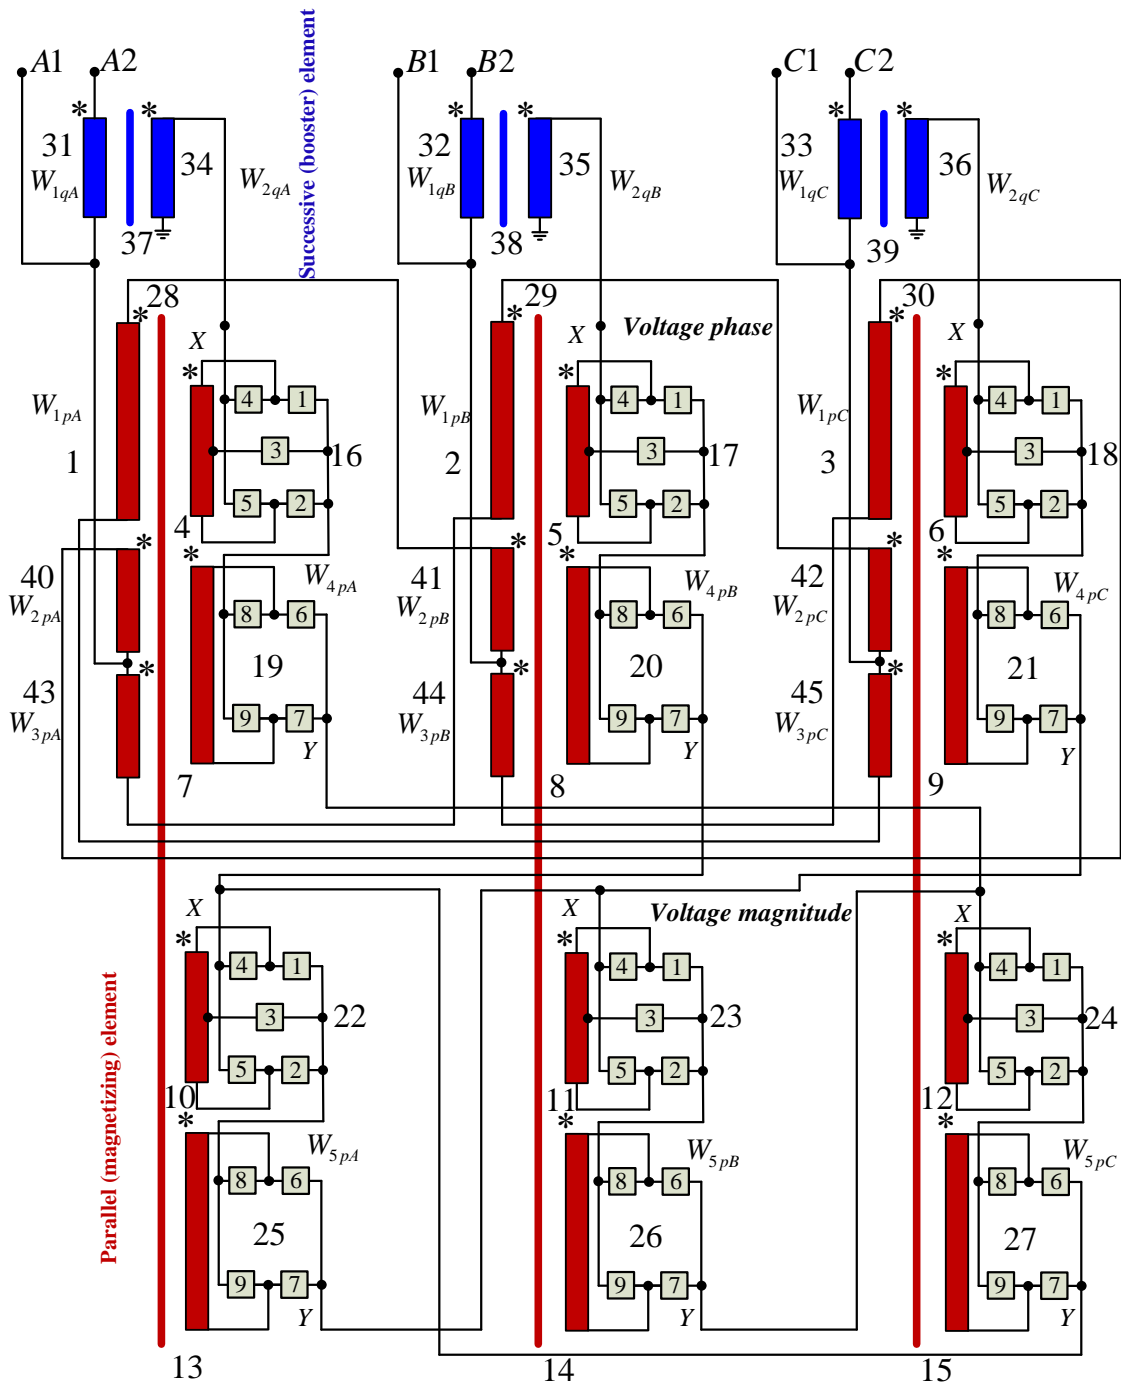 A1 A2 B1 B2 C1 C2
* * * * * *
31 34 32 35 33 36
W1qA W2qA W1qB W2qB W1qC W2qC
37 38 39
Successive (booster) element
28 29 30
* * *
Voltage phase
X X X
* * *
4 1 4 1 4 1
W1pA W1pB W1pC
1 3 16 2 3 17 3 3 18
5 2 5 2 5 2
4 5 6
* * * * * *
40 W4pA 41 W4pB 42 W4pC
W2pA W2pB W2pC
8 6 8 6 8 6
* 19 * 20 * 21
43 44 45
W3pA W3pB W3pC
9 7 9 7 9 7
Y Y Y
7 8 9
X X X
Voltage magnitude
* * *
4 1 4 1 4 1
3 22 3 23 3 24
5 2 5 2 5 2
10 11 12
* * *
W5pA W5pB W5pC
8 6 8 6 8 6
25 26 27
9 7 9 7 9 7
Y Y Y
Parallel (magnetizing) element
13 14 15